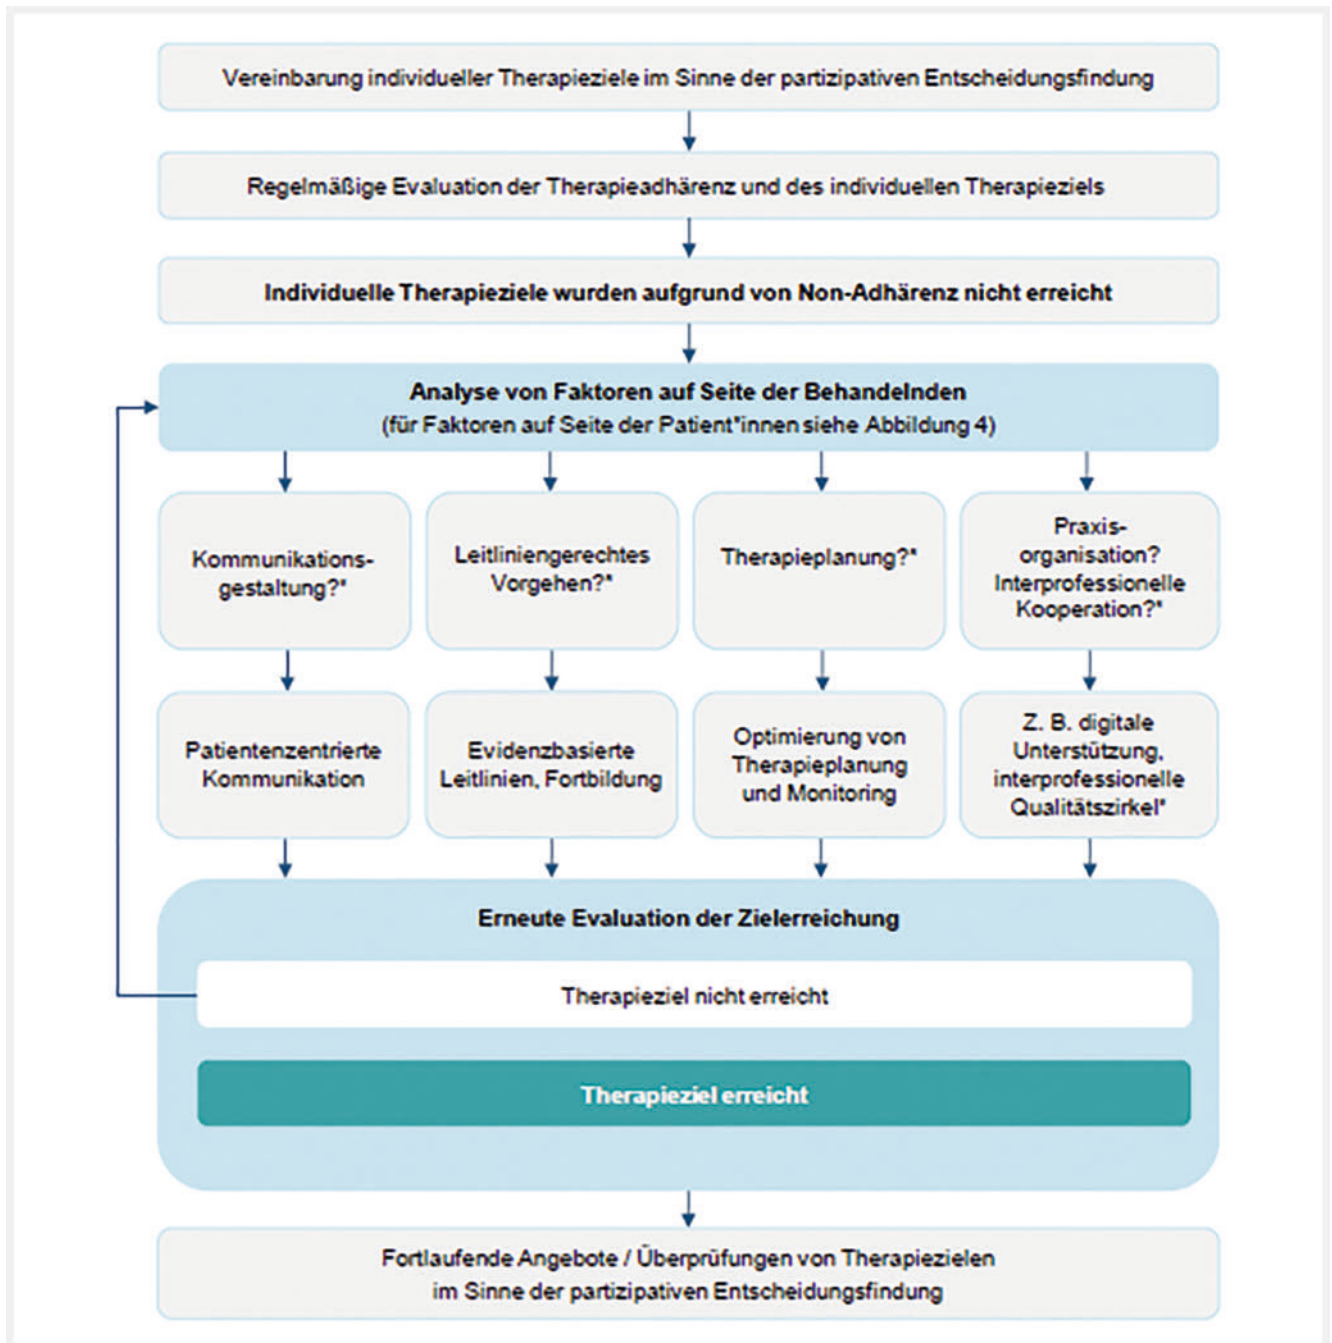 Vereinbarung individueller Therapieziele im Sinne der partizipativen Entscheidungsfindung
Regelmäßige Evaluation der Therapieadhärenz und des individuellen Therapieziels
Individuelle Therapieziele wurden aufgrund von Non-Adhärenz nicht erreicht
Analyse von Faktoren auf Seite der Behandelnden
(für Faktoren auf Seite der Patient*innen siehe Abbildung 4)
Kommunikations-
gestaltung?*
Leitliniengerechtes
Vorgehen?*
Therapieplanung?*
Praxis-
organisation?
Interprofessionelle
Kooperation?*
Patientenzentrierte
Kommunikation
Evidenzbasierte
Leitlinien, Fortbildung
Optimierung von
Therapieplanung
und Monitoring
Z. B. digitale
Unterstützung,
interprofessionelle
Qualitätszirkel*
Erneute Evaluation der Zielerreichung
Therapieziel nicht erreicht
Therapieziel erreicht
Fortlaufende Angebote / Überprüfungen von Therapiezielen
im Sinne der partizipativen Entscheidungsfindung